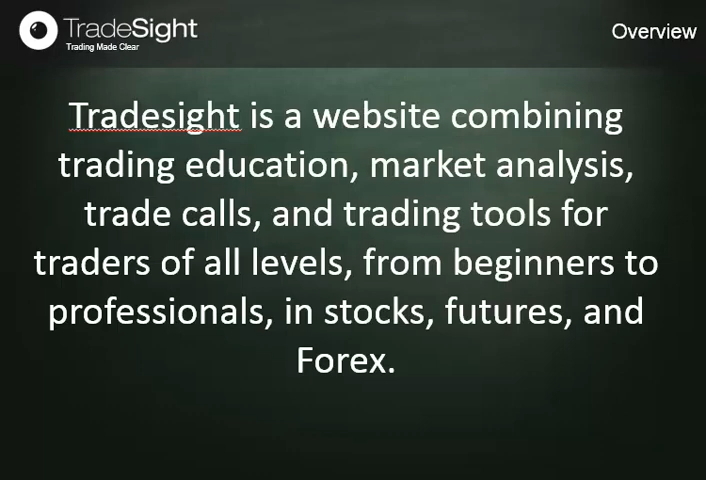 TradeSight
Trading Made Clear
Overview
Tradesight is a website combining
trading education, market analysis,
trade calls, and trading tools for
traders of all levels, from beginners to
professionals, in stocks, futures, and
Forex.